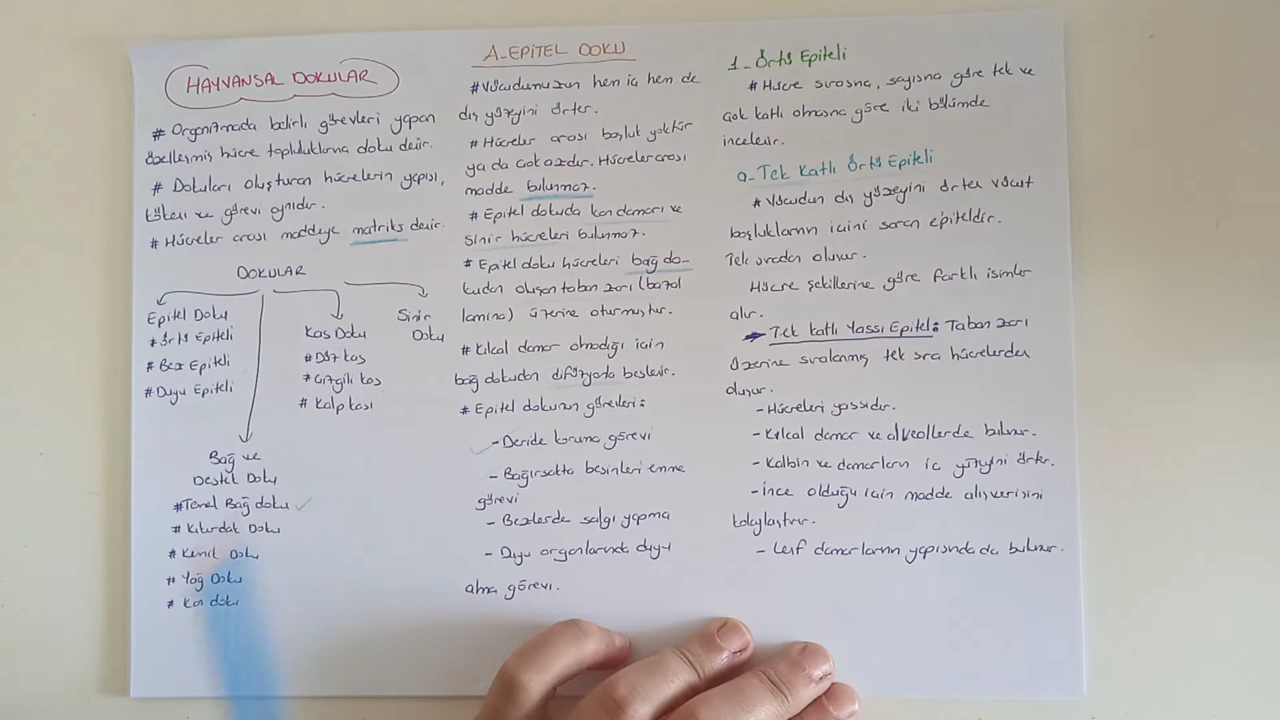 HAYVANSAL DOKULAR
# Organizmada belirli görevleri yapan
özelleşmiş hücre topluluklarına doku denir.
# Dokuları oluşturan hücrelerin yapısı,
kökeni ve görevi aynıdır.
# Hücreler arası maddeye matriks denir.
DOKULAR
Epitel Doku
# Örtü Epiteli
# Bez Epiteli
# Duyu Epiteli
Bağ ve
Destek Doku
# Temel Bağ doku
# Kıkırdak Doku
# Kemik Doku
# Yağ Doku
# Kan doku
Kas Doku
# Düz kas
# Çizgili kas
# Kalp kası
Sinir
Doku
A-EPİTEL DOKU
# Vücudumuzun hem iç hem de
dış yüzeyini örter.
# Hücreler arası boşluk yoktur
ya da çok azdır. Hücreler arası
madde bulunmaz.
# Epitel dokuda kan damarı ve
sinir hücreleri bulunmaz.
# Epitel doku hücreleri bağ do-
kudan oluşan taban zarı (bazal
lamina) üzerine oturmuştur.
# Kılcal damar olmadığı için
bağ dokudan difüzyonla beslenir.
# Epitel dokunun görevleri:
- Deride koruma görevi
- Bağırsakta besinleri emme
görevi
- Bezlerde salgı yapma
- Duyu organlarında duyu
alma görevi.
1- Örtü Epiteli
# Hücre sırasına, sayısına göre tek ve
çok katlı olmasına göre iki bölümde
incelenir.
a- Tek Katlı Örtü Epiteli
# Vücudun dış yüzeyini örten vücut
boşluklarının içini saran epiteldir.
Tek sıradan oluşur.
Hücre şekillerine göre farklı isimler
alır.
→ Tek katlı Yassı Epitel: Taban zarı
üzerine sıralanmış tek sıra hücrelerden
oluşur.
- Hücreleri yassıdır.
- Kılcal damar ve alveollerde bulunur.
- Kalbin ve damarların iç yüzeyini örter.
- İnce olduğu için madde alışverişini
kolaylaştırır.
- Lenf damarlarının yapısında da bulunur.